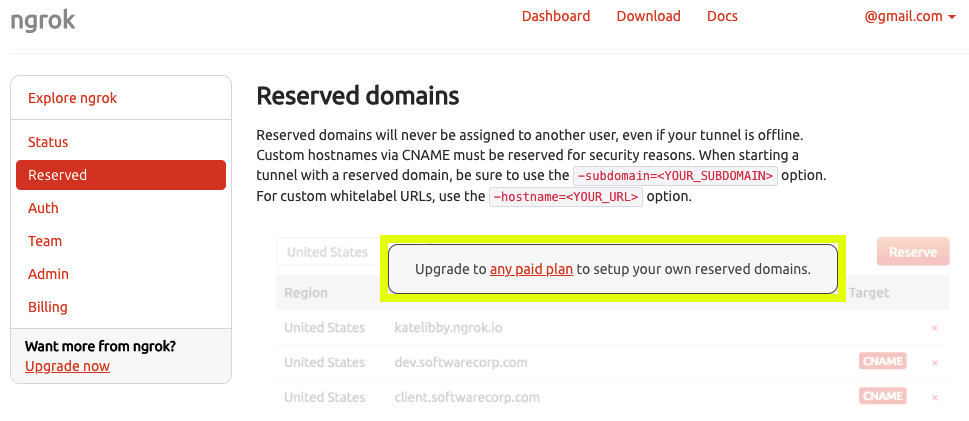 ngrok
Dashboard Download Docs @gmail.com
Explore ngrok
Status
Reserved
Auth
Team
Admin
Billing
Want more from ngrok?
Upgrade now
Reserved domains
Reserved domains will never be assigned to another user, even if your tunnel is offline.
Custom hostnames via CNAME must be reserved for security reasons. When starting a
tunnel with a reserved domain, be sure to use the -subdomain=<YOUR_SUBDOMAIN> option.
For custom whitelabel URLs, use the -hostname=<YOUR_URL> option.
United States Reserve
Upgrade to any paid plan to setup your own reserved domains.
Region Target
United States katelibby.ngrok.io ×
United States dev.softwarecorp.com CNAME ×
United States client.softwarecorp.com CNAME ×